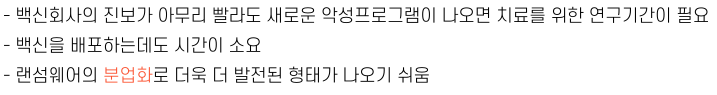 - 백신회사의 진보가 아무리 빨라도 새로운 악성프로그램이 나오면 치료를 위한 연구기간이 필요
- 백신을 배포하는데도 시간이 소요
- 랜섬웨어의 분업화로 더욱 더 발전된 형태가 나오기 쉬움